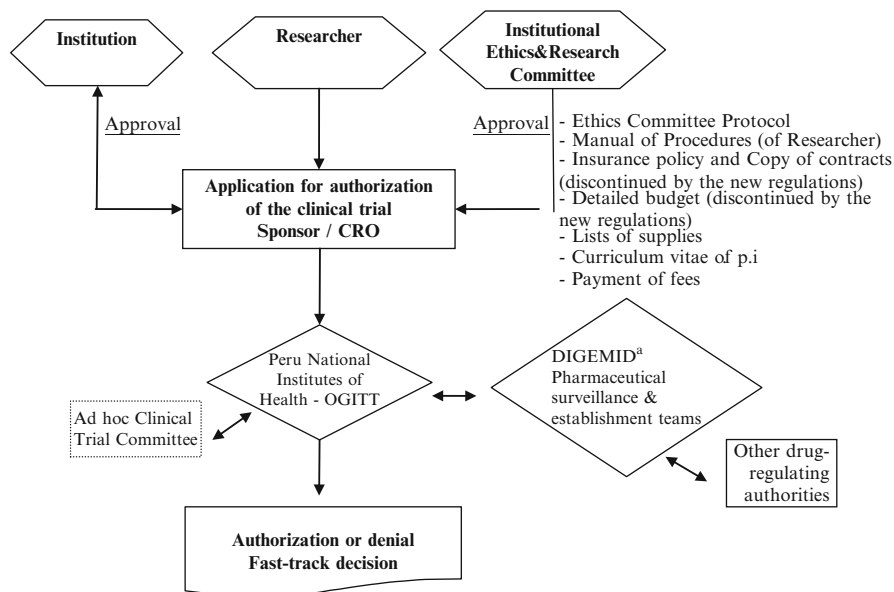 Institution
Researcher
Institutional
Ethics&Research
Committee
Approval
Approval
- Ethics Committee Protocol
- Manual of Procedures (of Researcher)
- Insurance policy and Copy of contracts
(discontinued by the new regulations)
- Detailed budget (discontinued by the
new regulations)
- Lists of supplies
- Curriculum vitae of p.i
- Payment of fees
Application for authorization
of the clinical trial
Sponsor / CRO
Peru National
Institutes of
Health - OGITT
DIGEMIDa
Pharmaceutical
surveillance &
establishment teams
Ad hoc Clinical
Trial Committee
Other drug-
regulating
authorities
Authorization or denial
Fast-track decision